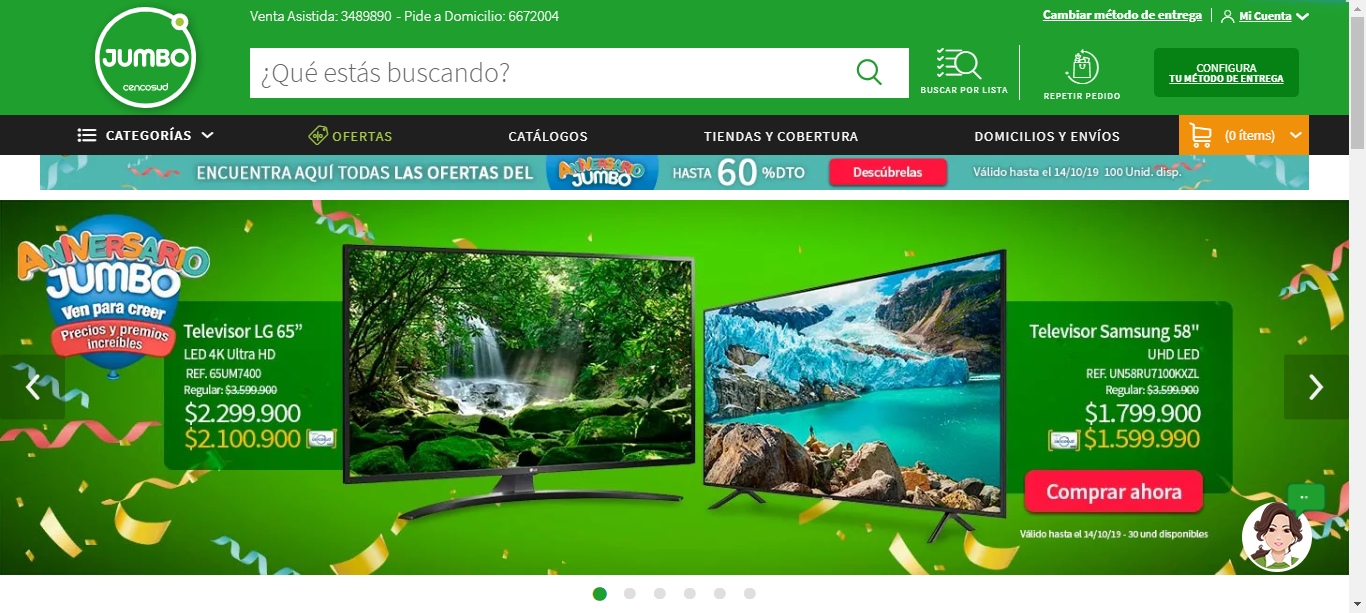 Venta Asistida: 3489890 - Pide a Domicilio: 6672004
Cambiar método de entrega
Mi Cuenta
JUMBO
cencosud
¿Qué estás buscando?
BUSCAR POR LISTA
REPETIR PEDIDO
CONFIGURA
TU MÉTODO DE ENTREGA
CATEGORÍAS
OFERTAS
CATÁLOGOS
TIENDAS Y COBERTURA
DOMICILIOS Y ENVÍOS
(0 ítems)
ENCUENTRA AQUÍ TODAS LAS OFERTAS DEL
ANIVERSARIO
JUMBO
HASTA 60 %DTO
Descúbrelas
Válido hasta el 14/10/19 100 Unid. disp.
ANIVERSARIO
JUMBO
Ven para creer
Precios y premios
increíbles
Televisor LG 65”
LED 4K Ultra HD
REF. 65UM7400
Regular: $3.599.900
$2.299.900
$2.100.900
cencosud
LG
Televisor Samsung 58"
UHD LED
REF. UN58RU7100KXZL
Regular: $3.599.900
$1.799.900
cencosud
$1.599.990
Comprar ahora
Válido hasta el 14/10/19 - 30 und disponibles